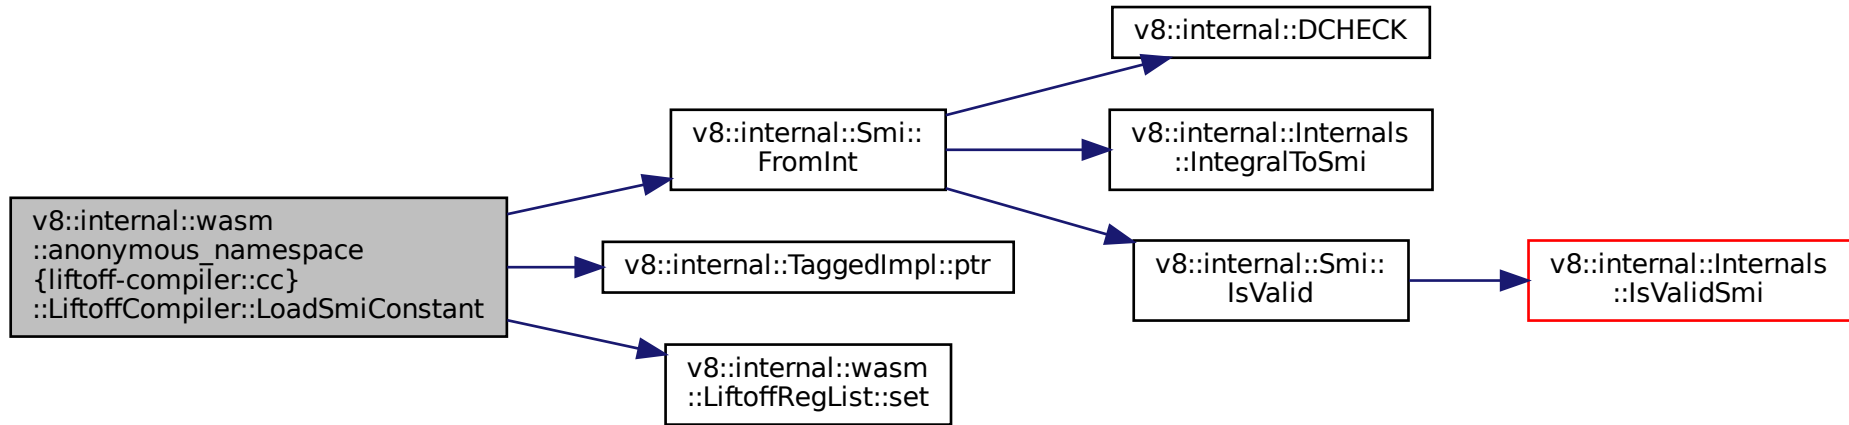 v8::internal::wasm
::anonymous_namespace
{liftoff-compiler::cc}
::LiftoffCompiler::LoadSmiConstant
v8::internal::Smi::
FromInt
v8::internal::TaggedImpl::ptr
v8::internal::wasm
::LiftoffRegList::set
v8::internal::DCHECK
v8::internal::Internals
::IntegralToSmi
v8::internal::Smi::
IsValid
v8::internal::Internals
::IsValidSmi